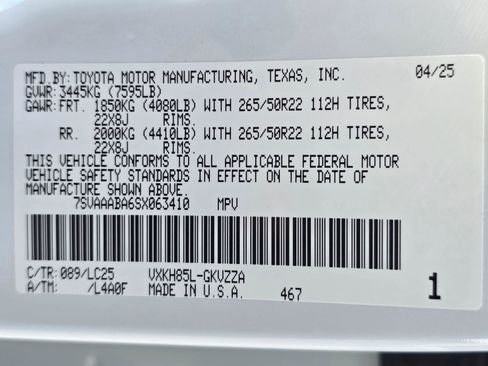 MFD.BY: TOYOTA MOTOR MANUFACTURING, TEXAS, INC. 04/25
GVWR: 3445KG (7595LB)
GAWR: FRT. 1850KG (4080LB) WITH 265/50R22 112H TIRES,
22X8J RIMS.
RR. 2000KG (4410LB) WITH 265/50R22 112H TIRES,
22X8J RIMS.
THIS VEHICLE CONFORMS TO ALL APPLICABLE FEDERAL MOTOR
VEHICLE SAFETY STANDARDS IN EFFECT ON THE DATE OF
MANUFACTURE SHOWN ABOVE.
7SVAAABA6SX063410 MPV
C/TR: 089/LC25 VXKH85L-GKVZZA
A/TM: /L4A0F MADE IN U.S.A. 467 1